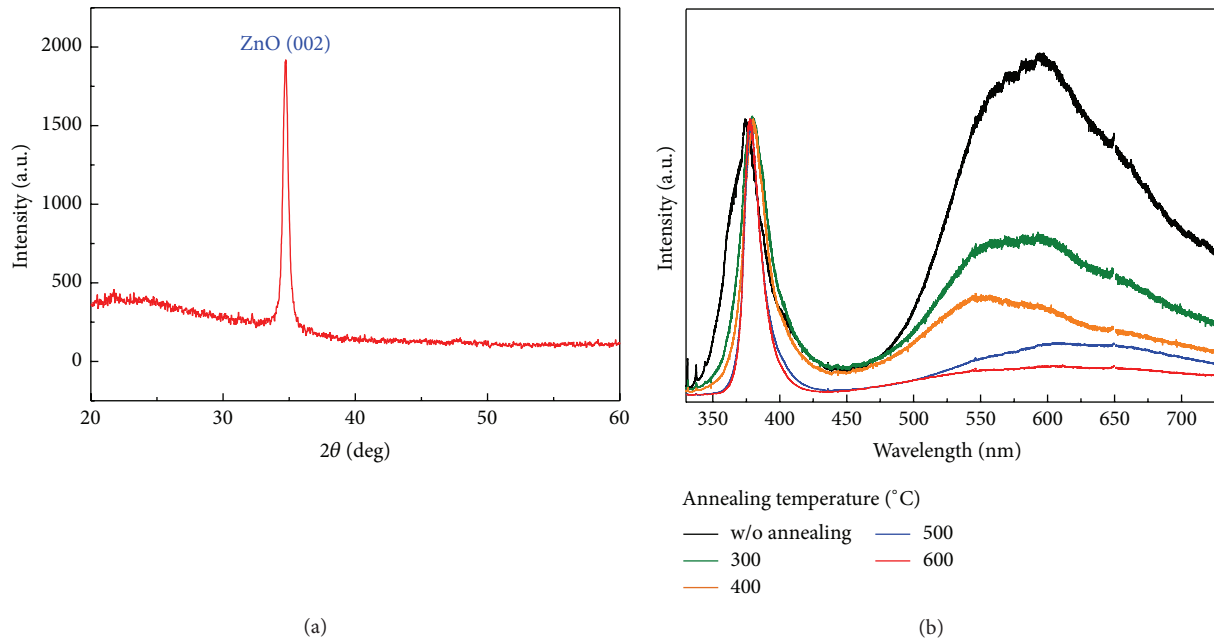 ZnO (002)
2000
1500
1000
500
0
Intensity (a.u.)
20 30 40 50 60
2θ (deg)
(a)
Intensity (a.u.)
350 400 450 500 550 600 650 700
Wavelength (nm)
Annealing temperature (°C)
w/o annealing 500
300 600
400
(b)